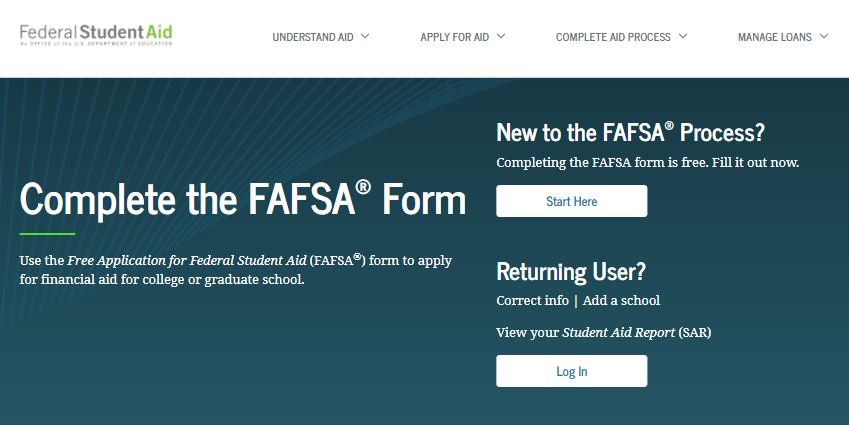 Federal Student Aid
An OFFICE of the U.S. DEPARTMENT of EDUCATION
UNDERSTAND AID
APPLY FOR AID
COMPLETE AID PROCESS
MANAGE LOANS
Complete the FAFSA® Form
Use the Free Application for Federal Student Aid (FAFSA®) form to apply
for financial aid for college or graduate school.
New to the FAFSA® Process?
Completing the FAFSA form is free. Fill it out now.
Start Here
Returning User?
Correct info | Add a school
View your Student Aid Report (SAR)
Log In